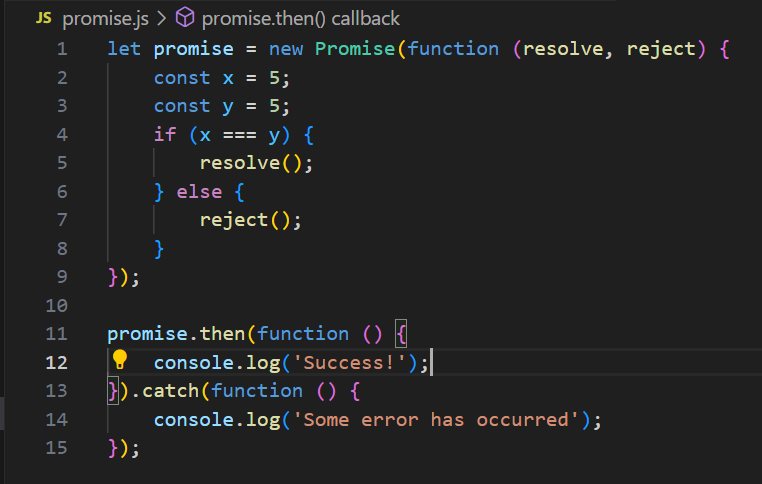 JS promise.js > promise.then() callback
1 let promise = new Promise(function (resolve, reject) {
2     const x = 5;
3     const y = 5;
4     if (x === y) {
5         resolve();
6     } else {
7         reject();
8     }
9 });
10
11 promise.then(function () {
12     console.log('Success!');
13 }).catch(function () {
14     console.log('Some error has occurred');
15 });